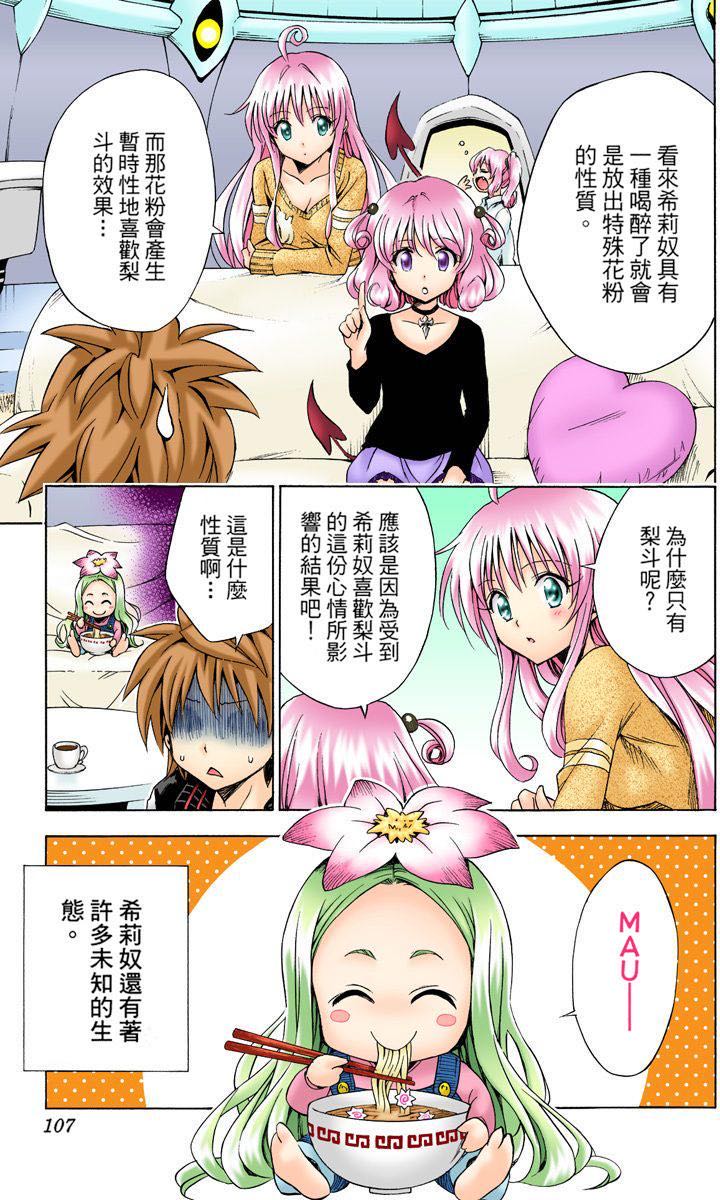 看來希莉奴具有
一種喝醉了就會
是放出特殊花粉
的性質。
而那花粉會產生
暫時性地喜歡梨
斗的效果…
為什麼只有
梨斗呢?
應該是因為受到
希莉奴喜歡梨斗
的這份心情所影
響的結果吧!
這是什麼
性質啊…
MAU—
希莉奴還有著
許多未知的生
態。
107